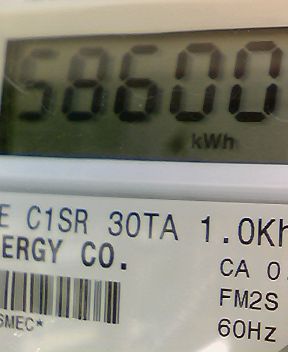 58600
kWh
E C1SR 30TA 1.0Kh
ERGY CO.
CA 0.
FM2S
SMEC*
60Hz